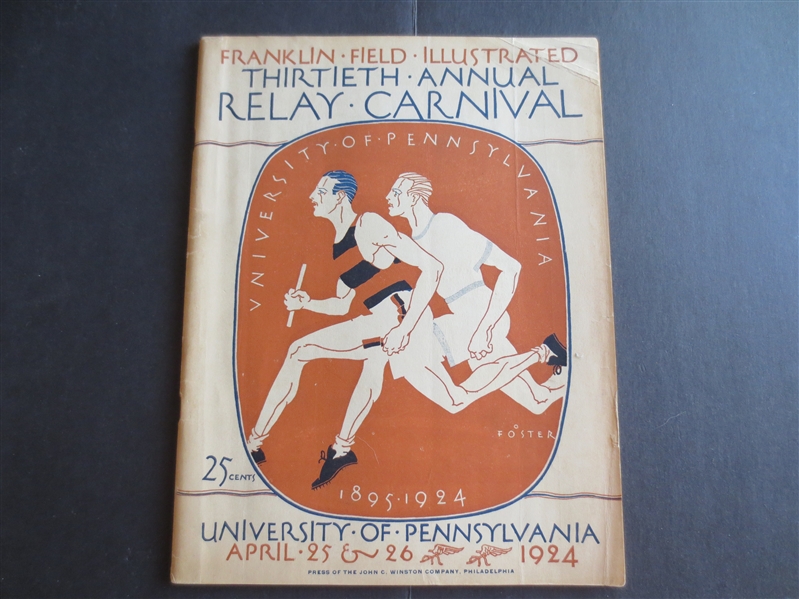 FRANKLIN · FIELD · ILLUSTRATED
THIRTIETH · ANNUAL
RELAY · CARNIVAL
VNIVERSITY · OF · PENNSYLVANIA
FOSTER
25 CENTS
1895 · 1924
UNIVERSITY · OF · PENNSYLVANIA
APRIL · 25 & 26 1924
PRESS OF THE JOHN C. WINSTON COMPANY, PHILADELPHIA